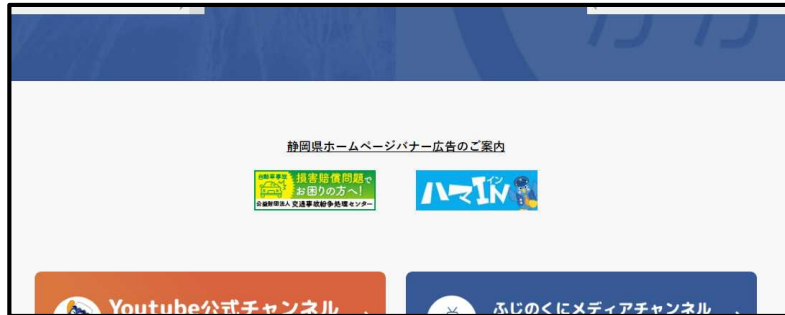 静岡県ホームページバナー広告のご案内
自動車事故
損害賠償問題で
お困りの方へ!
公益財団法人 交通事故紛争処理センター
ハマIN
イン
Youtube公式チャンネル
ふじのくにメディアチャンネル